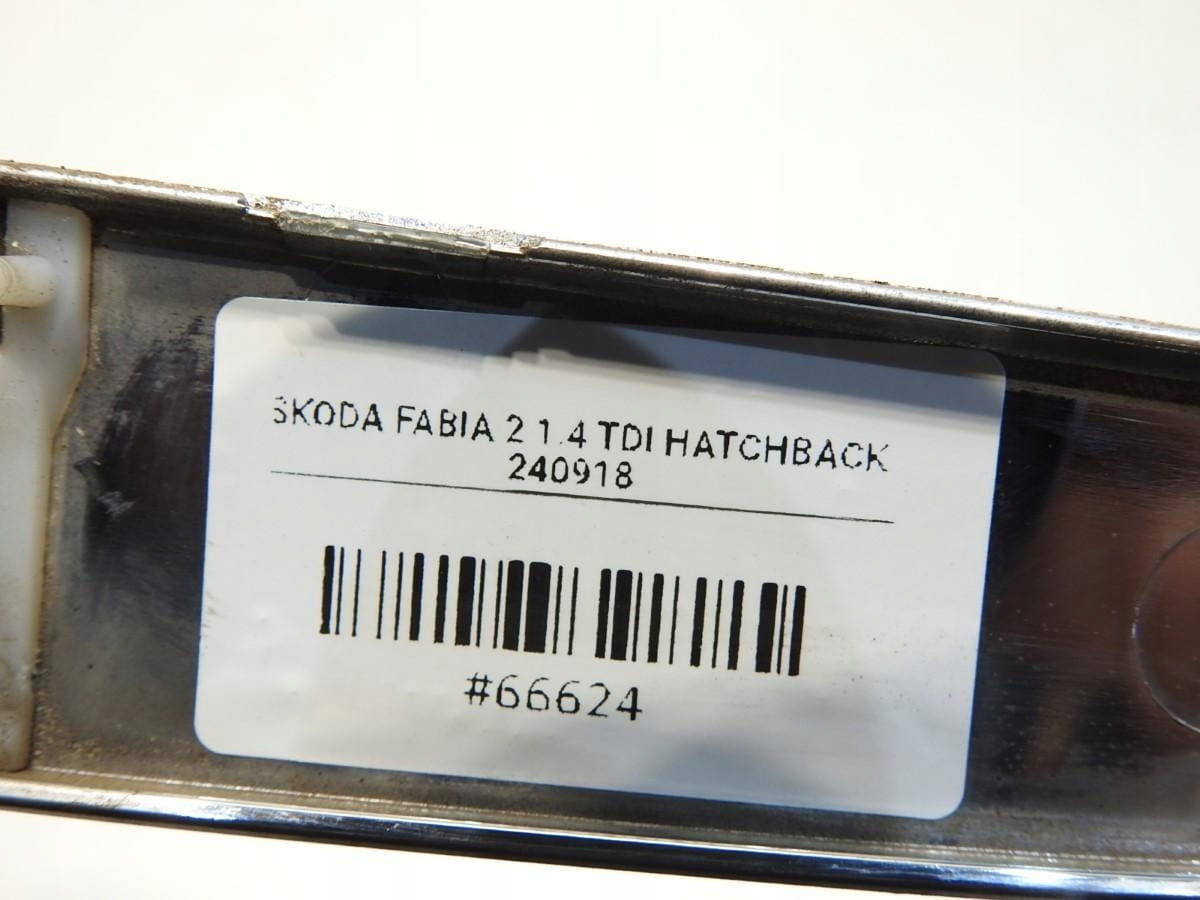 SKODA FABIA 2 1.4 TDI HATCHBACK
240918
#66624